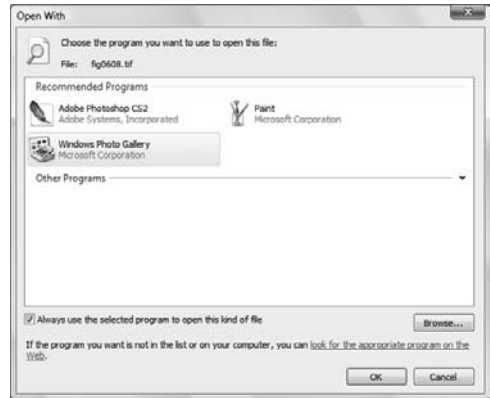 Open With
Choose the program you want to use to open this file:
File: fig0608.tif
Recommended Programs
Adobe Photoshop CS2
Adobe Systems, Incorporated
Paint
Microsoft Corporation
Windows Photo Gallery
Microsoft Corporation
Other Programs
Always use the selected program to open this kind of file
Browse...
If the program you want is not in the list or on your computer, you can look for the appropriate program on the
Web.
OK
Cancel